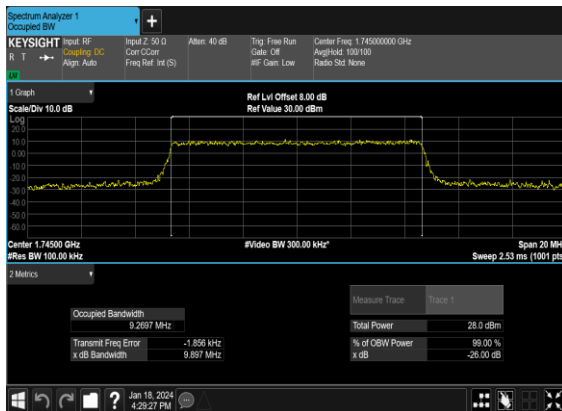 Spectrum Analyzer 1
Occupied BW
KEYSIGHT
R T
Input: RF
Coupling: DC
Align: Auto
Input Z: 50 Ω
Corr CCorr
Freq Ref: Int (S)
Atten: 40 dB
Trig: Free Run
Gate: Off
#IF Gain: Low
Center Freq: 1.745000000 GHz
Avg|Hold: 100/100
Radio Std: None
1 Graph
Scale/Div 10.0 dB
Ref Lvl Offset 8.00 dB
Ref Value 30.00 dBm
Log
20.0
10.0
0.00
-10.0
-20.0
-30.0
-40.0
-50.0
-60.0
Center 1.74500 GHz
#Res BW 100.00 kHz
#Video BW 300.00 kHz*
Span 20 MH
Sweep 2.53 ms (1001 pts
2 Metrics
Measure Trace Trace 1
Occupied Bandwidth
9.2697 MHz
Total Power 28.0 dBm
Transmit Freq Error -1.856 kHz
% of OBW Power 99.00 %
x dB Bandwidth 9.897 MHz
x dB -26.00 dB
Jan 18, 2024
4:29:27 PM